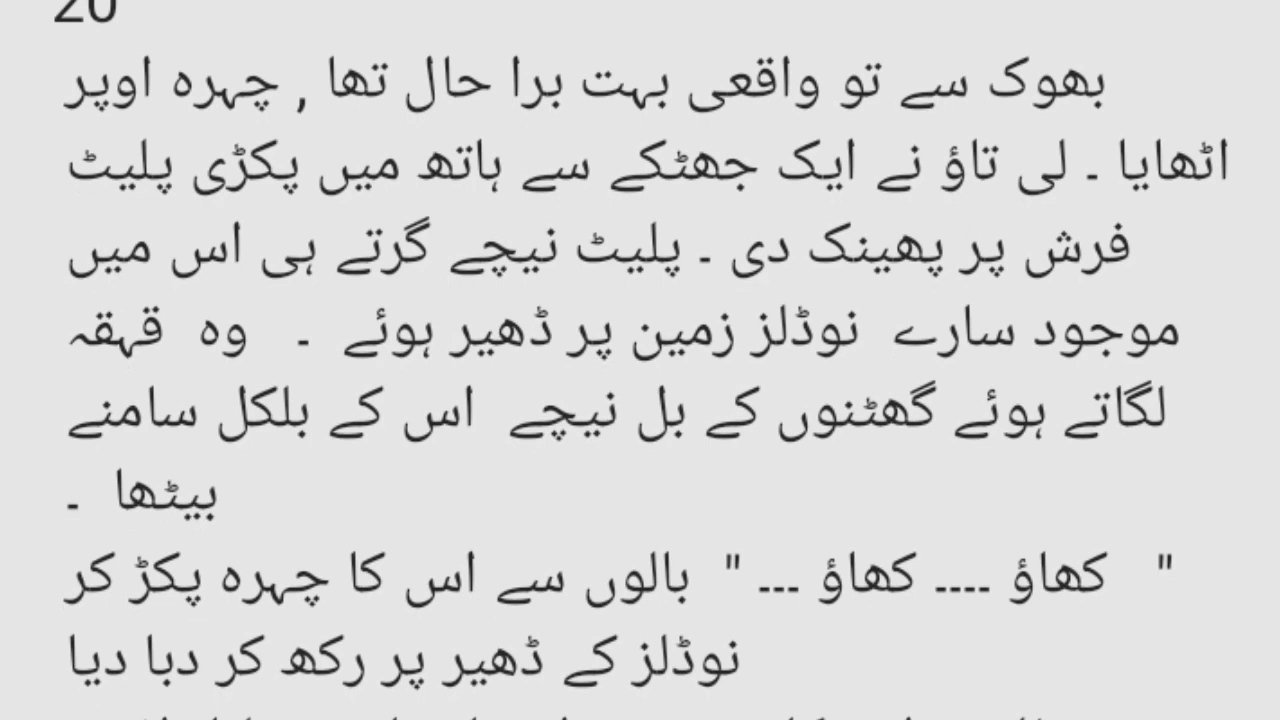 20
بھوک سے تو واقعی بہت برا حال تھا , چہرہ اوپر
اٹھایا ۔ لی تاؤ نے ایک جھٹکے سے ہاتھ میں پکڑی پلیٹ
فرش پر پھینک دی ۔ پلیٹ نیچے گرتے ہی اس میں
موجود سارے نوڈلز زمین پر ڈھیر ہوئے ۔ وہ قہقہ
لگاتے ہوئے گھٹنوں کے بل نیچے اس کے بلکل سامنے
بیٹھا ۔
" کھاؤ ۔۔۔۔ کھاؤ ۔۔۔ " بالوں سے اس کا چہرہ پکڑ کر
نوڈلز کے ڈھیر پر رکھ کر دبا دیا